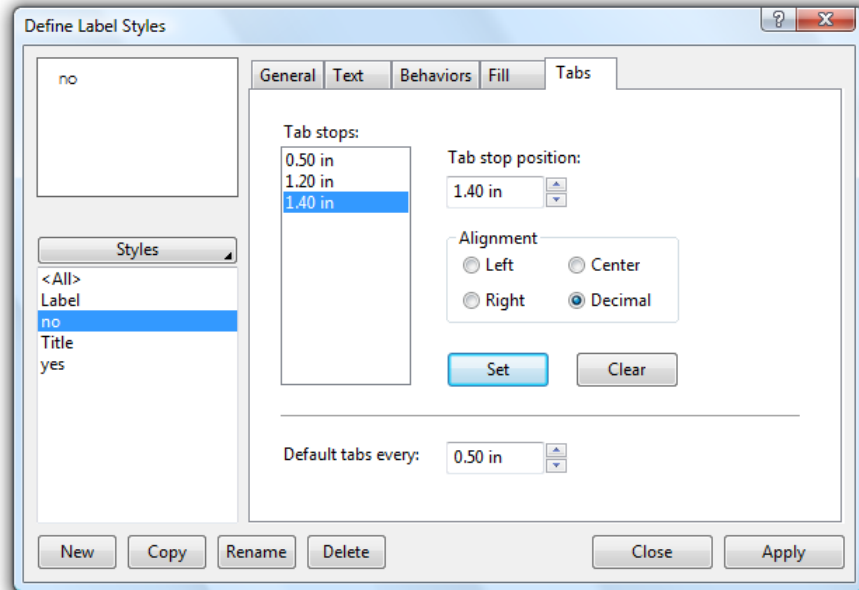 Define Label Styles
?
no
General Text Behaviors Fill Tabs
Tab stops:
0.50 in
1.20 in
1.40 in
Tab stop position:
1.40 in
Alignment
Left Center
Right Decimal
Set Clear
Default tabs every: 0.50 in
Styles
<All>
Label
no
Title
yes
New Copy Rename Delete Close Apply